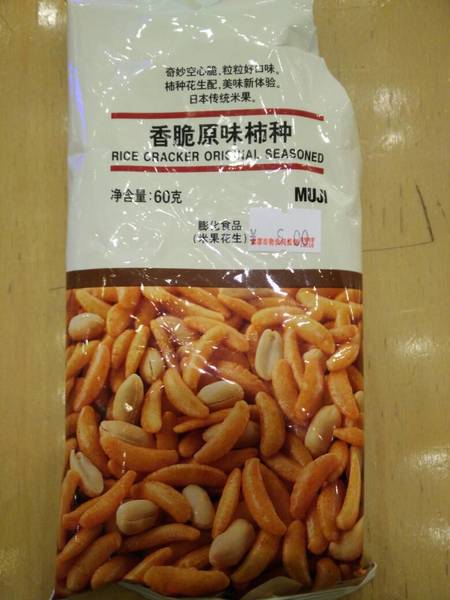 奇妙空心脆，粒粒好口味。
柿种花生配，美味新体验。
日本传统米果。
香脆原味柿种
RICE CRACKER ORIGINAL SEASONED
净含量：60克
MUJI
膨化食品
（米果花生）